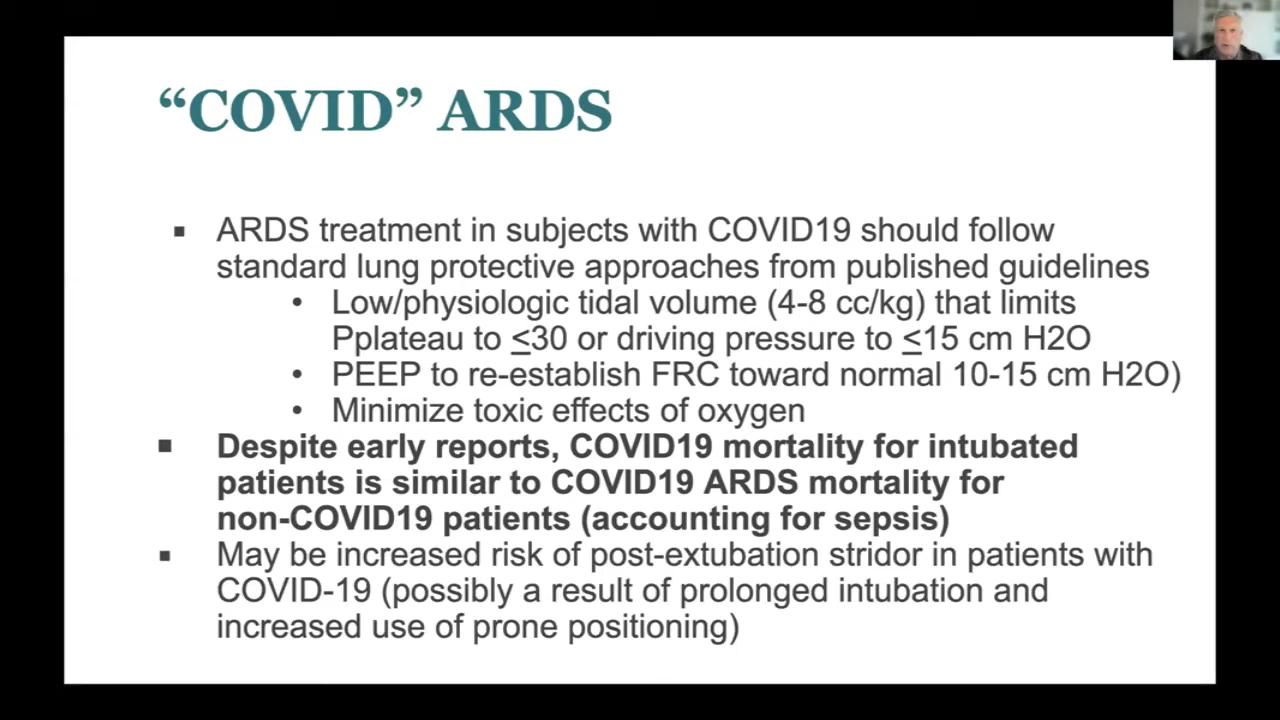 “COVID” ARDS
▪ ARDS treatment in subjects with COVID19 should follow
standard lung protective approaches from published guidelines
• Low/physiologic tidal volume (4-8 cc/kg) that limits
Pplateau to ≤30 or driving pressure to ≤15 cm H2O
• PEEP to re-establish FRC toward normal 10-15 cm H2O)
• Minimize toxic effects of oxygen
▪ Despite early reports, COVID19 mortality for intubated
patients is similar to COVID19 ARDS mortality for
non-COVID19 patients (accounting for sepsis)
▪ May be increased risk of post-extubation stridor in patients with
COVID-19 (possibly a result of prolonged intubation and
increased use of prone positioning)